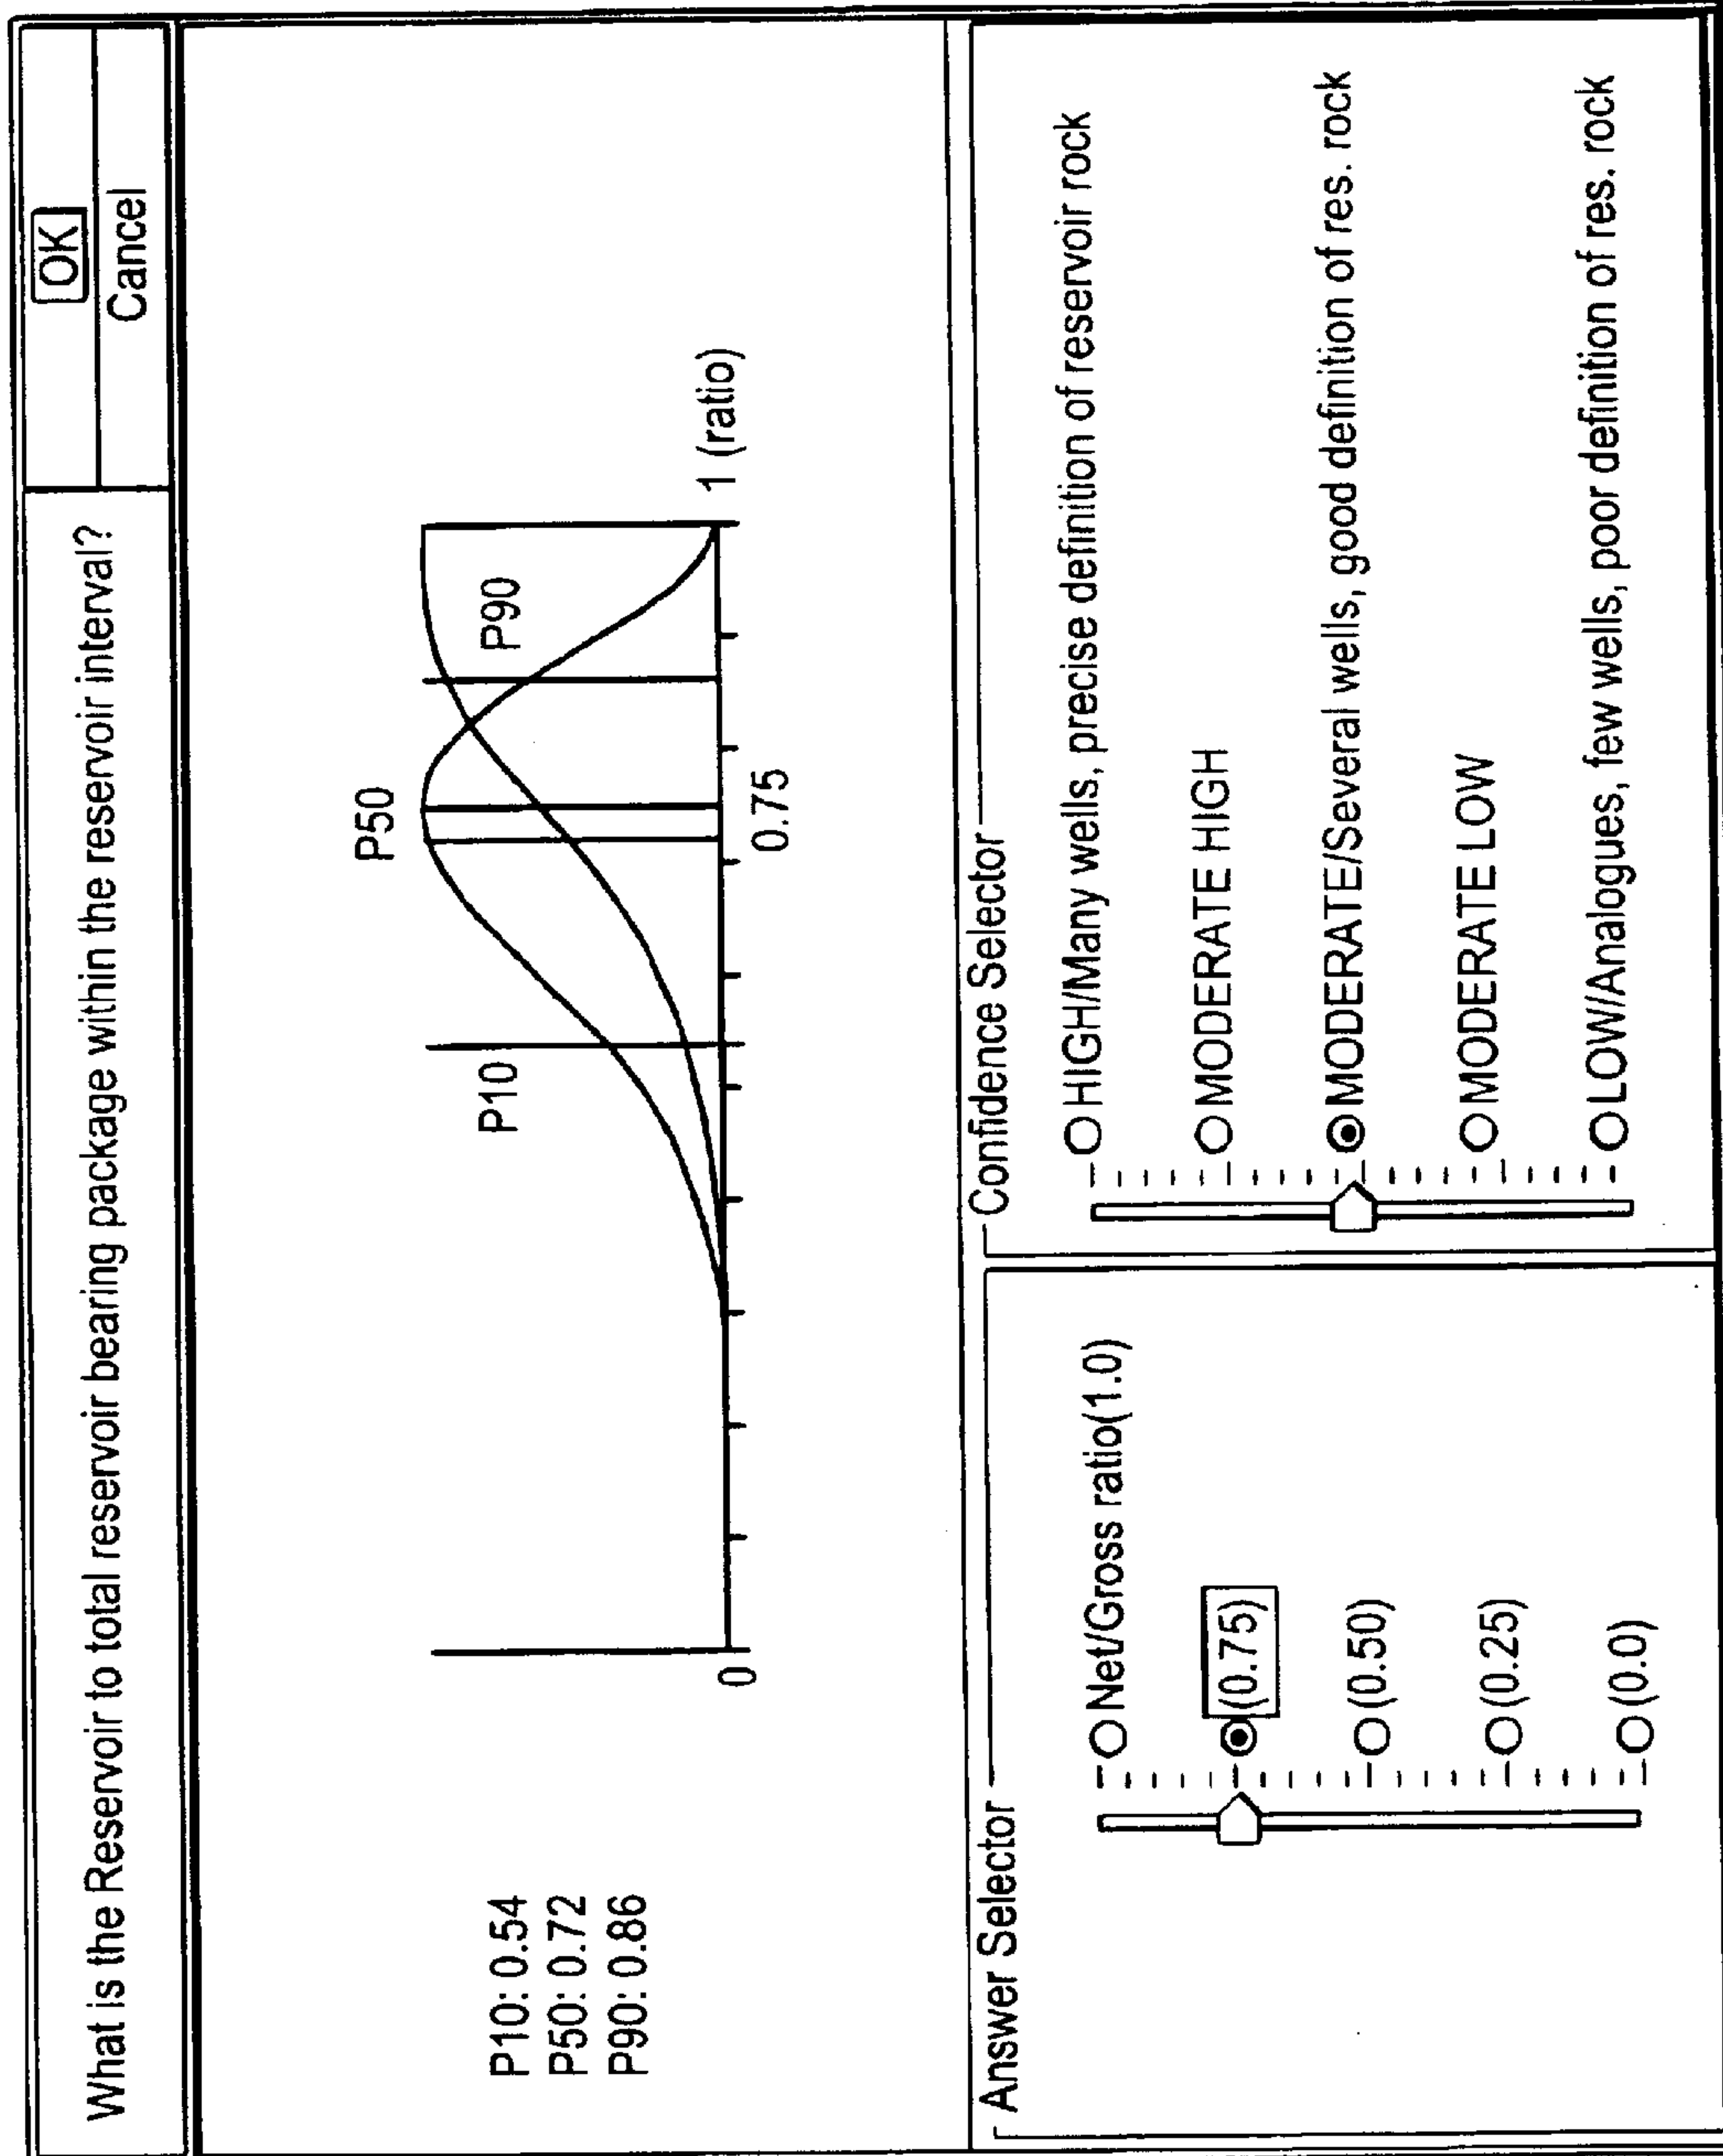 What is the Reservoir to total reservoir bearing package within the reservoir interval?
OK
Cancel
P10: 0.54
P50: 0.72
P90: 0.86
P50
P10
P90
0
0.75
1 (ratio)
Answer Selector
Net/Gross ratio(1.0)
(0.75)
(0.50)
(0.25)
(0.0)
Confidence Selector
HIGH/Many wells, precise definition of reservoir rock
MODERATE HIGH
MODERATE/Several wells, good definition of res. rock
MODERATE LOW
LOW/Analogues, few wells, poor definition of res. rock